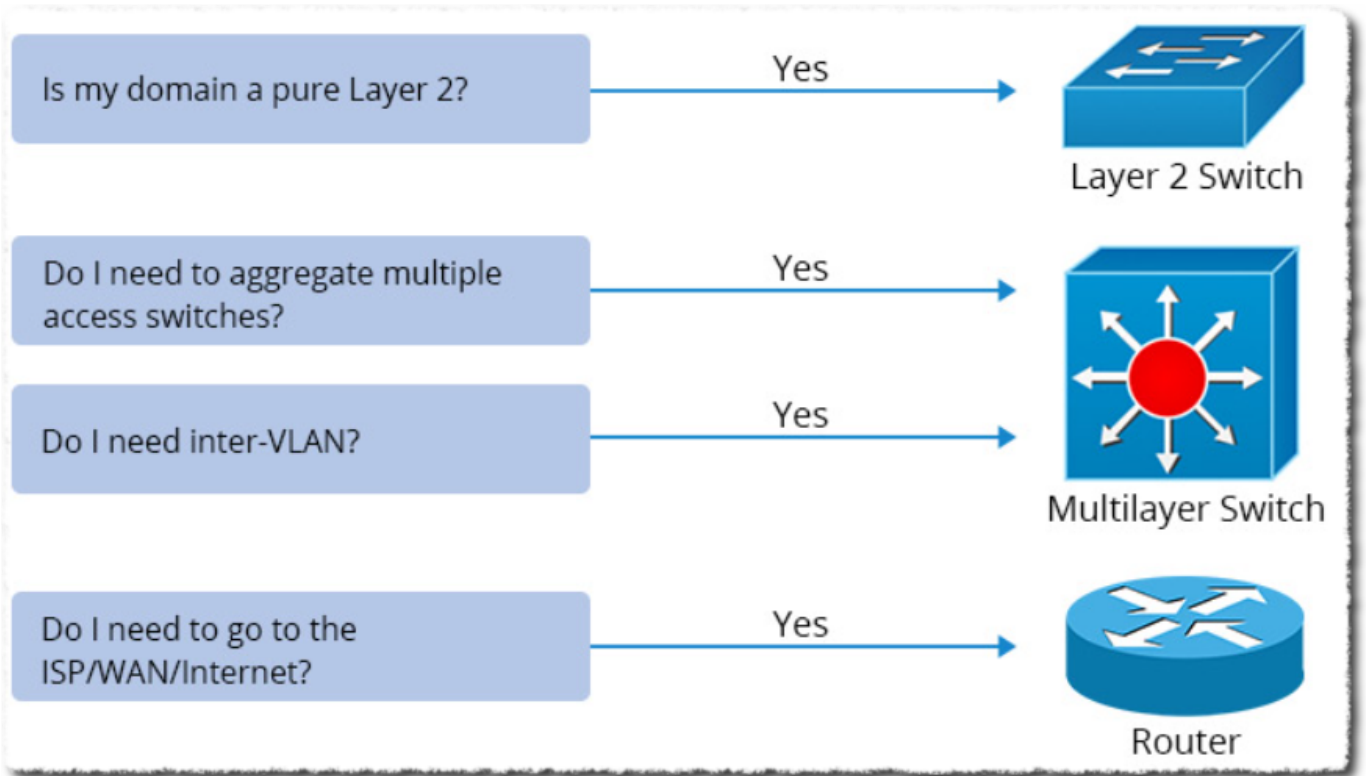 Is my domain a pure Layer 2?
Yes
Layer 2 Switch
Do I need to aggregate multiple
access switches?
Yes
Do I need inter-VLAN?
Yes
Multilayer Switch
Do I need to go to the
ISP/WAN/Internet?
Yes
Router